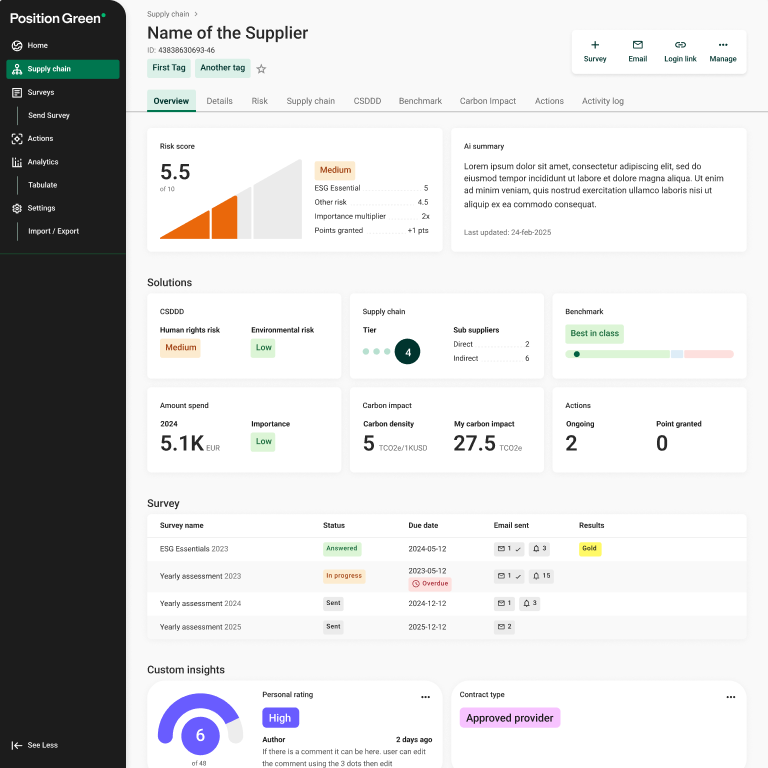 Position Green
Home
Supply chain
Surveys
Send Survey
Actions
Analytics
Tabulate
Settings
Import / Export
See Less
Supply chain
Name of the Supplier
ID: 43838630693-46
First Tag
Another tag
Survey
Email
Login link
Manage
Overview Details Risk Supply chain CSDDD Benchmark Carbon Impact Actions Activity log
Risk score
5.5
of 10
Medium
ESG Essential 5
Other risk 4.5
Importance multiplier 2x
Points granted +1 pts
Ai summary
Lorem ipsum dolor sit amet, consectetur adipiscing elit, sed do
eiusmod tempor incididunt ut labore et dolore magna aliqua. Ut enim
ad minim veniam, quis nostrud exercitation ullamco laboris nisi ut
aliquip ex ea commodo consequat.
Last updated: 24-feb-2025
Solutions
CSDDD
Human rights risk
Medium
Environmental risk
Low
Supply chain
Tier
4
Sub suppliers
Direct 2
Indirect 6
Benchmark
Best in class
Amount spend
2024
5.1K EUR
Importance
Low
Carbon impact
Carbon density
5 TCO2e/1KUSD
My carbon impact
27.5 TCO2e
Actions
Ongoing
2
Point granted
0
Survey
Survey name Status Due date Email sent Results
ESG Essentials 2023 Answered 2024-05-12 1 3 Gold
Yearly assessment 2023 In progress 2023-05-12 Overdue 1 15
Yearly assessment 2024 Sent 2024-12-12 1 3
Yearly assessment 2025 Sent 2025-12-12 2
Custom insights
6
of 48
Personal rating
High
Author 2 days ago
If there is a comment it can be here. user can edit
the comment using the 3 dots then edit
Contract type
Approved provider